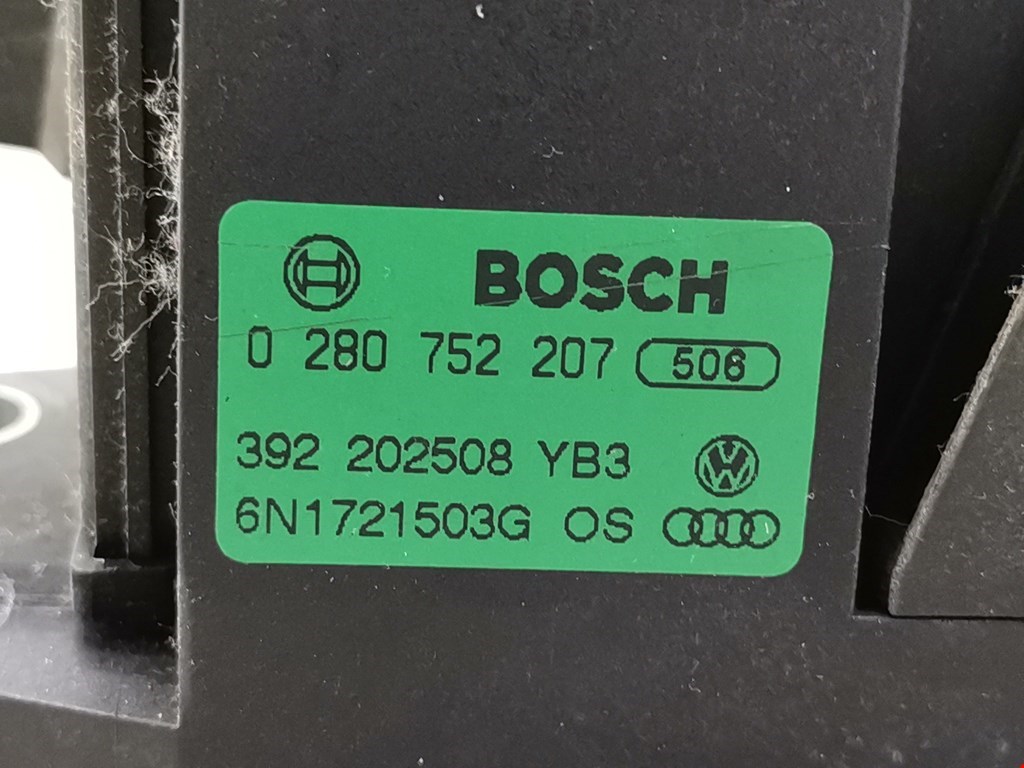 BOSCH
0 280 752 207 506
392 202508 YB3
6N1721503G OS